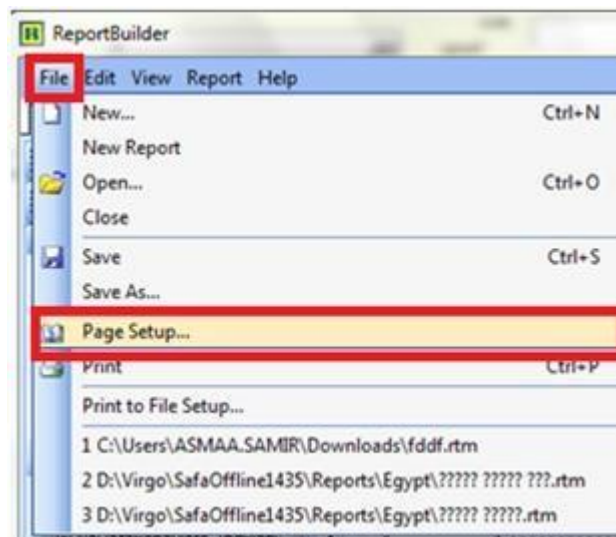 ReportBuilder
File Edit View Report Help
New... Ctrl+N
New Report
Open... Ctrl+O
Close
Save Ctrl+S
Save As...
Page Setup...
Print Ctrl+P
Print to File Setup...
1 C:\Users\ASMAA.SAMIR\Downloads\fddf.rtm
2 D:\Virgo\SafaOffline1435\Reports\Egypt\????? ????? ???.rtm
3 D:\Virgo\SafaOffline1435\Reports\Egypt\????? ?????.rtm